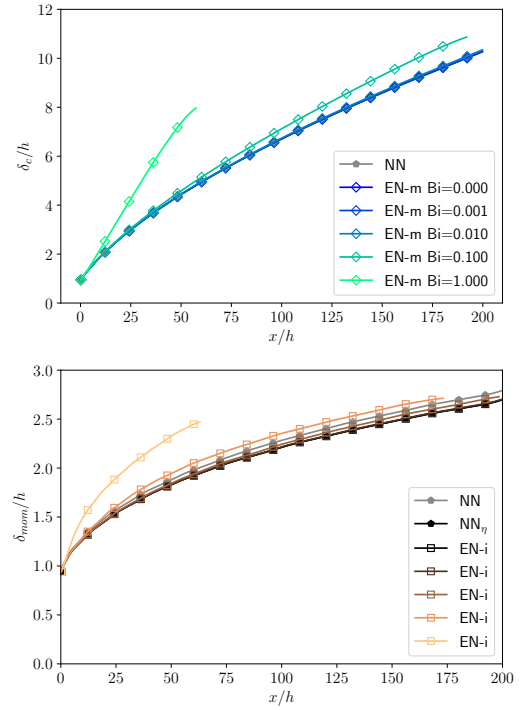 12
10
8
6
4
2
0
δc/h
0
25
50
75
100
125
150
175
200
x/h
NN
EN-m Bi=0.000
EN-m Bi=0.001
EN-m Bi=0.010
EN-m Bi=0.100
EN-m Bi=1.000
3.0
2.5
2.0
1.5
1.0
0.5
0.0
δmom/h
0
25
50
75
100
125
150
175
200
x/h
NN
NNη
EN-i
EN-i
EN-i
EN-i
EN-i